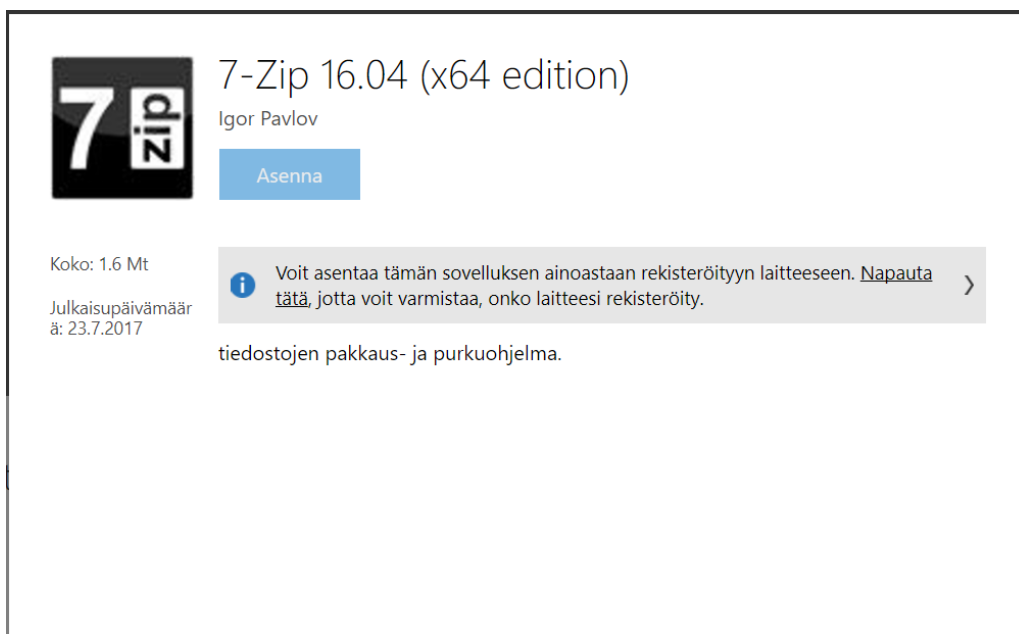 7 zip
7-Zip 16.04 (x64 edition)
Igor Pavlov
Asenna
Koko: 1.6 Mt
Julkaisupäivämäär
ä: 23.7.2017
Voit asentaa tämän sovelluksen ainoastaan rekisteröityyn laitteeseen. Napauta
tätä, jotta voit varmistaa, onko laitteesi rekisteröity.
tiedostojen pakkaus- ja purkuohjelma.